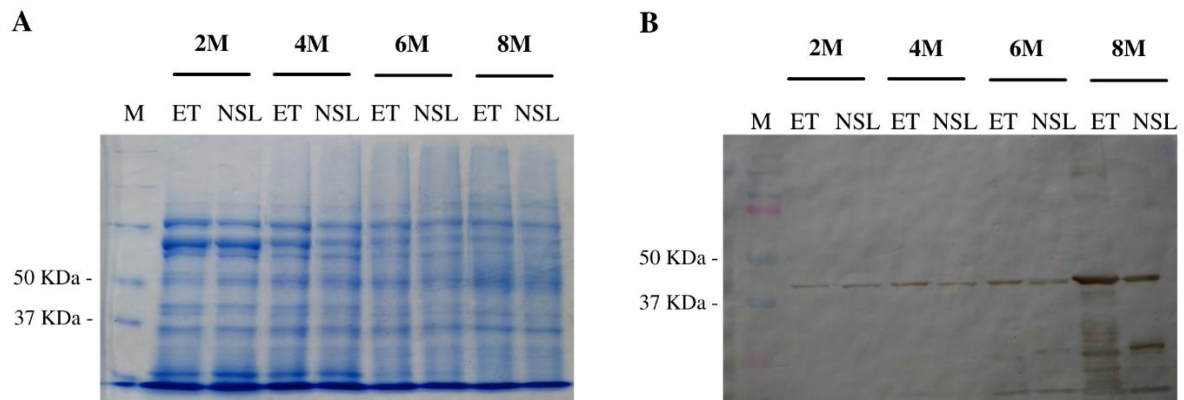 A
2M 4M 6M 8M
M ET NSL ET NSL ET NSL ET NSL
50 KDa -
37 KDa -
B
2M 4M 6M 8M
M ET NSL ET NSL ET NSL ET NSL
50 KDa -
37 KDa -